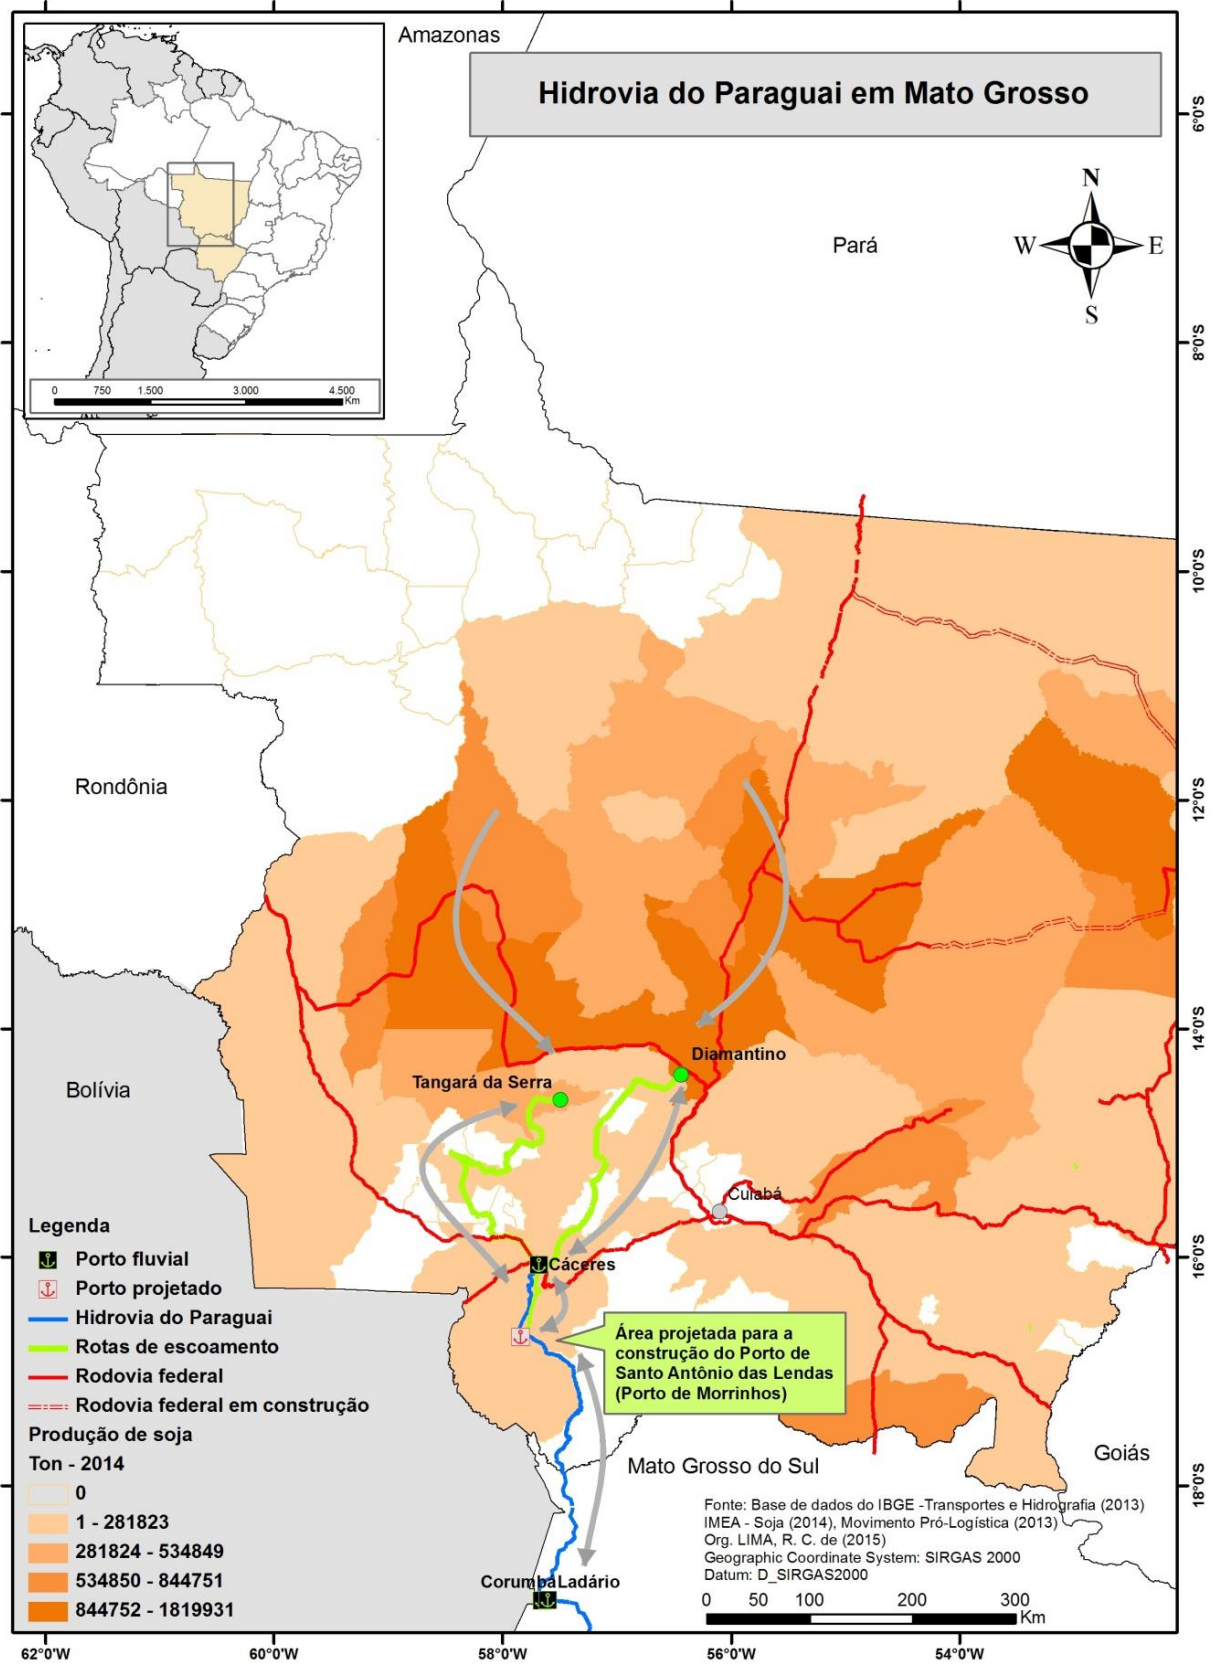 Amazonas
Hidrovia do Paraguai em Mato Grosso
6°0'S
N
W
E
S
Pará
8°0'S
0 750 1.500 3.000 4.500
Km
10°0'S
Rondônia
12°0'S
14°0'S
Diamantino
Tangará da Serra
Bolívia
Cuiabá
Legenda
Porto fluvial
Porto projetado
Hidrovia do Paraguai
Rotas de escoamento
Rodovia federal
Rodovia federal em construção
Produção de soja
Ton - 2014
0
1 - 281823
281824 - 534849
534850 - 844751
844752 - 1819931
16°0'S
Cáceres
Área projetada para a
construção do Porto de
Santo Antônio das Lendas
(Porto de Morrinhos)
Mato Grosso do Sul
Goiás
18°0'S
Fonte: Base de dados do IBGE -Transportes e Hidrografia (2013)
IMEA - Soja (2014), Movimento Pró-Logística (2013)
Org. LIMA, R. C. de (2015)
Geographic Coordinate System: SIRGAS 2000
Datum: D_SIRGAS2000
CorumbáLadário
0 50 100 200 300
Km
62°0'W 60°0'W 58°0'W 56°0'W 54°0'W